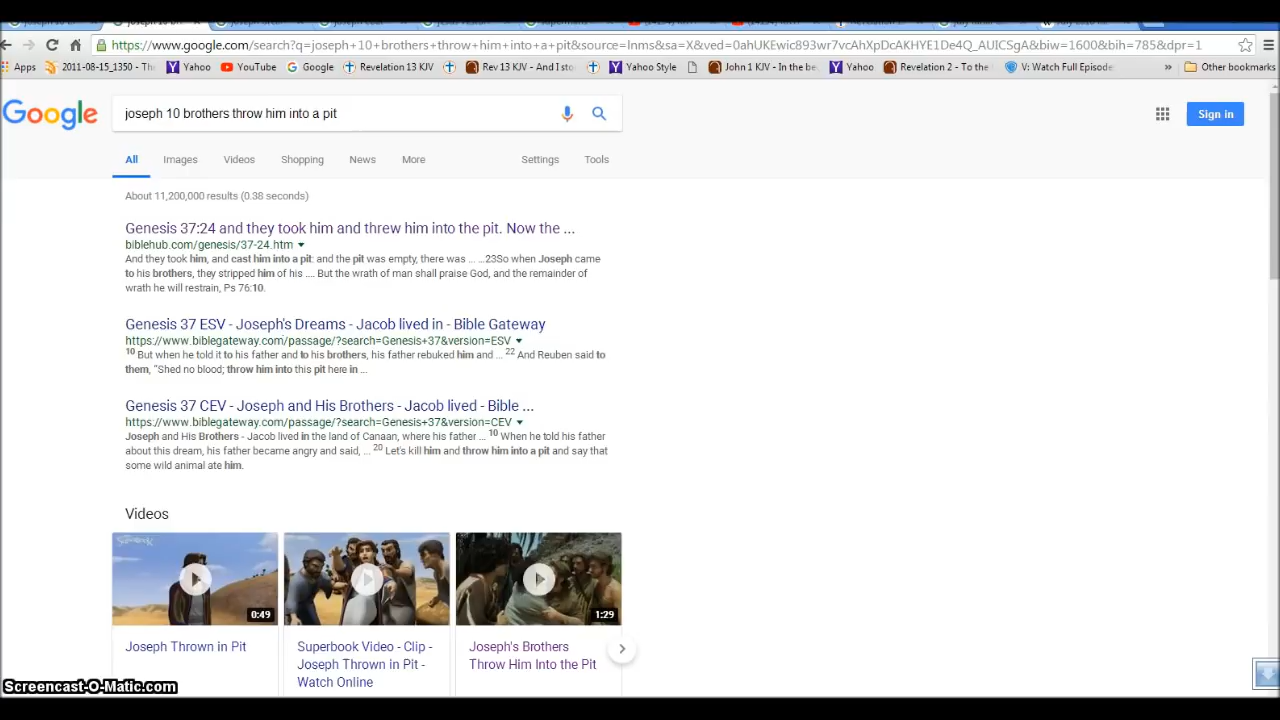 https://www.google.com/search?q=joseph+10+brothers+throw+him+into+a+pit&source=lnms&sa=X&ved=0ahUKEwic893wr7vcAhXpDcAKHYE1De4Q_AUICSgA&biw=1600&bih=785&dpr=1
Apps 2011-08-15_1350 - Th Yahoo YouTube Google Revelation 13 KJV Rev 13 KJV - And I sto Yahoo Style John 1 KJV - In the be Yahoo Revelation 2 - To the V: Watch Full Episode » Other bookmarks
Google
joseph 10 brothers throw him into a pit
Sign in
All Images Videos Shopping News More Settings Tools
About 11,200,000 results (0.38 seconds)
Genesis 37:24 and they took him and threw him into the pit. Now the ...
biblehub.com/genesis/37-24.htm
And they took him, and cast him into a pit: and the pit was empty, there was ... ...23So when Joseph came
to his brothers, they stripped him of his .... But the wrath of man shall praise God, and the remainder of
wrath he will restrain, Ps 76:10.
Genesis 37 ESV - Joseph's Dreams - Jacob lived in - Bible Gateway
https://www.biblegateway.com/passage/?search=Genesis+37&version=ESV
10 But when he told it to his father and to his brothers, his father rebuked him and ... 22 And Reuben said to
them, “Shed no blood; throw him into this pit here in ...
Genesis 37 CEV - Joseph and His Brothers - Jacob lived - Bible ...
https://www.biblegateway.com/passage/?search=Genesis+37&version=CEV
Joseph and His Brothers - Jacob lived in the land of Canaan, where his father ... 10 When he told his father
about this dream, his father became angry and said, ... 20 Let's kill him and throw him into a pit and say that
some wild animal ate him.
Videos
0:49
1:29
Joseph Thrown in Pit
Superbook Video - Clip -
Joseph Thrown in Pit -
Watch Online
Joseph's Brothers
Throw Him Into the Pit
Screencast-O-Matic.com